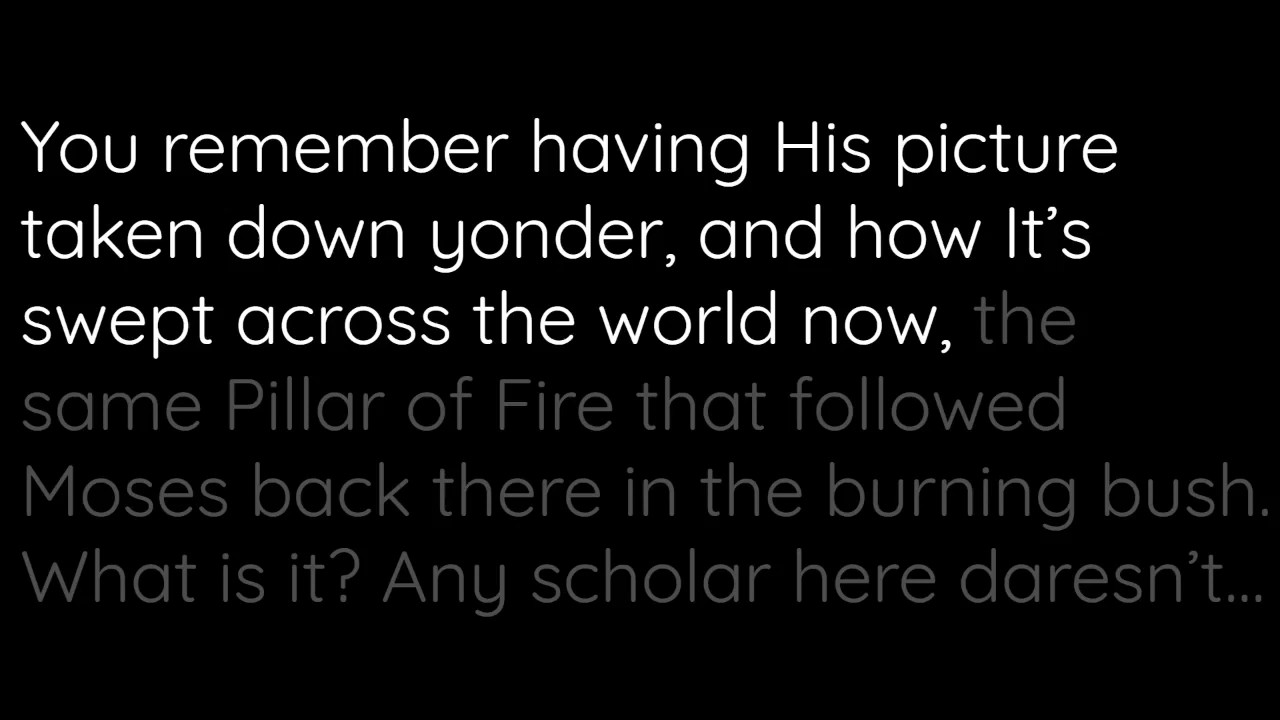 You remember having His picture
taken down yonder, and how It’s
swept across the world now, the
same Pillar of Fire that followed
Moses back there in the burning bush.
What is it? Any scholar here daresn’t...